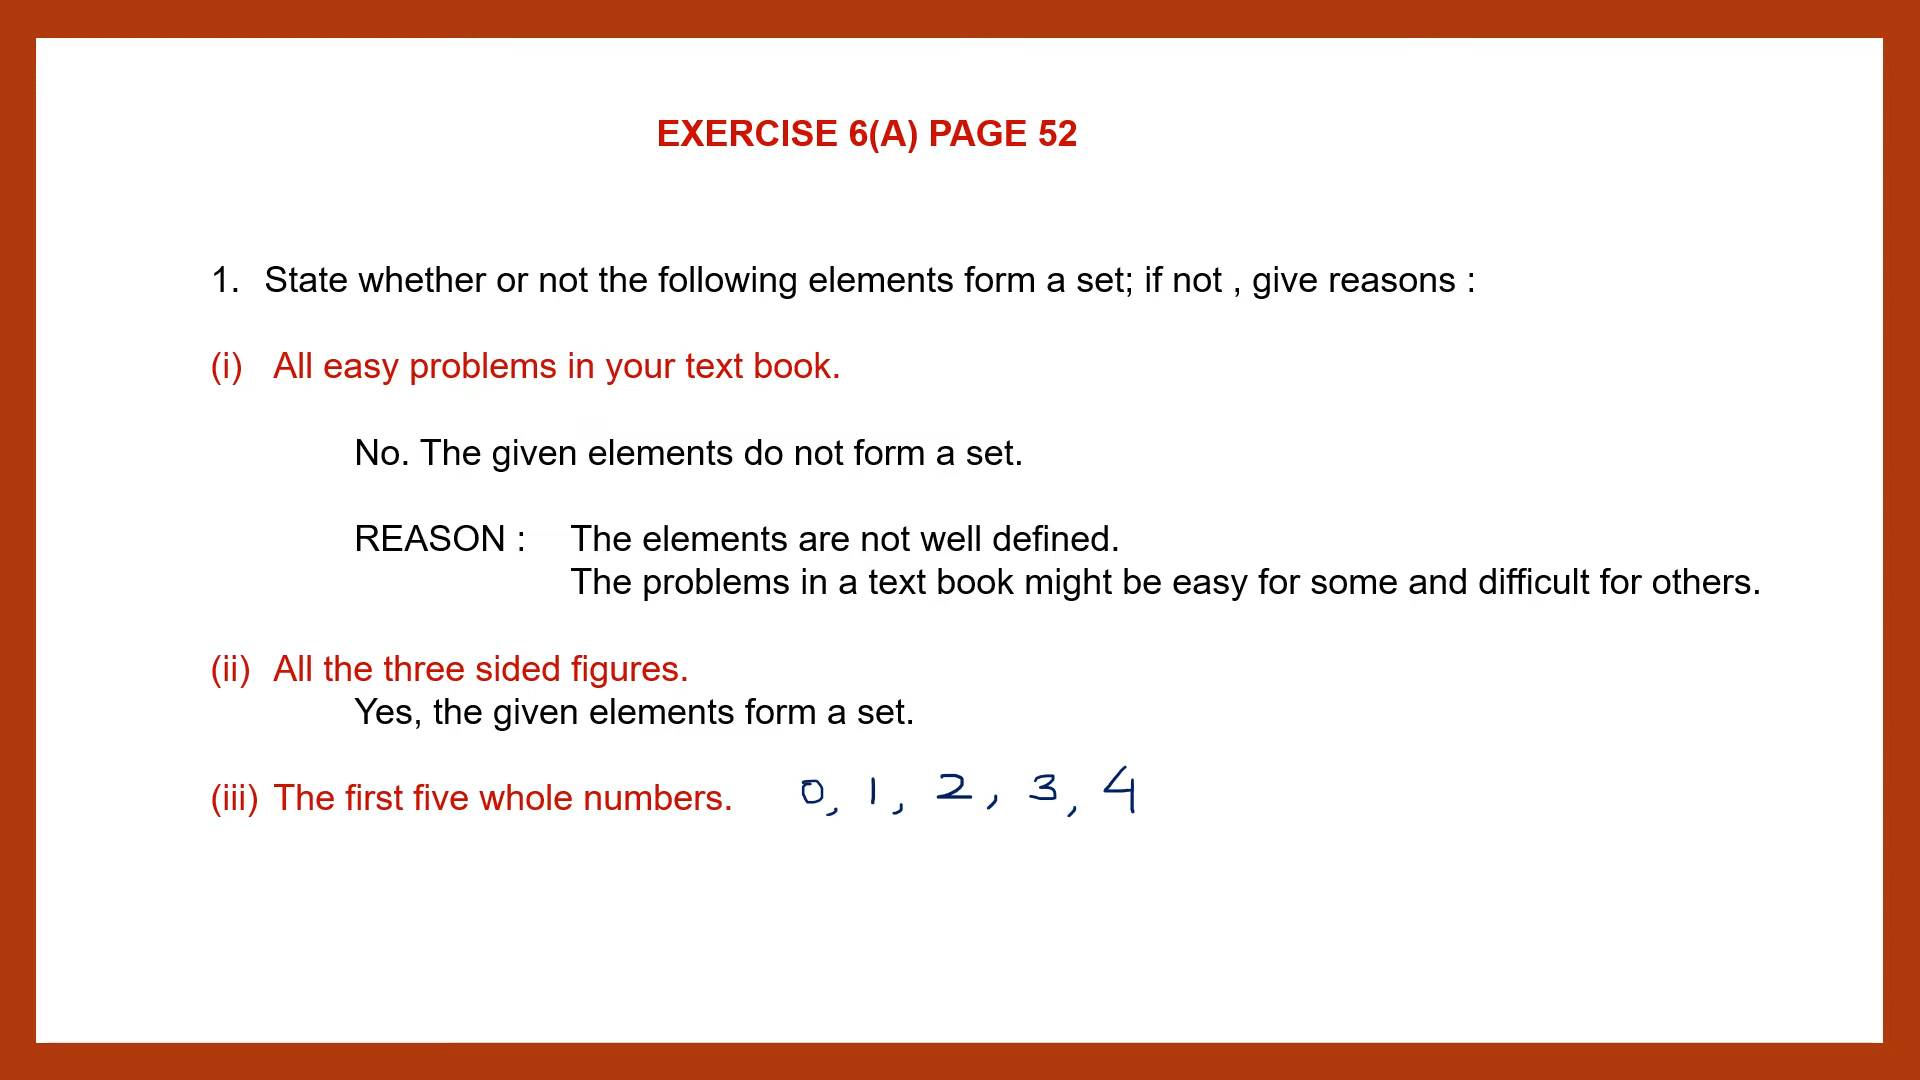 EXERCISE 6(A) PAGE 52
1. State whether or not the following elements form a set; if not , give reasons :
(i) All easy problems in your text book.
No. The given elements do not form a set.
REASON : The elements are not well defined.
The problems in a text book might be easy for some and difficult for others.
(ii) All the three sided figures.
Yes, the given elements form a set.
(iii) The first five whole numbers. 0, 1, 2, 3, 4